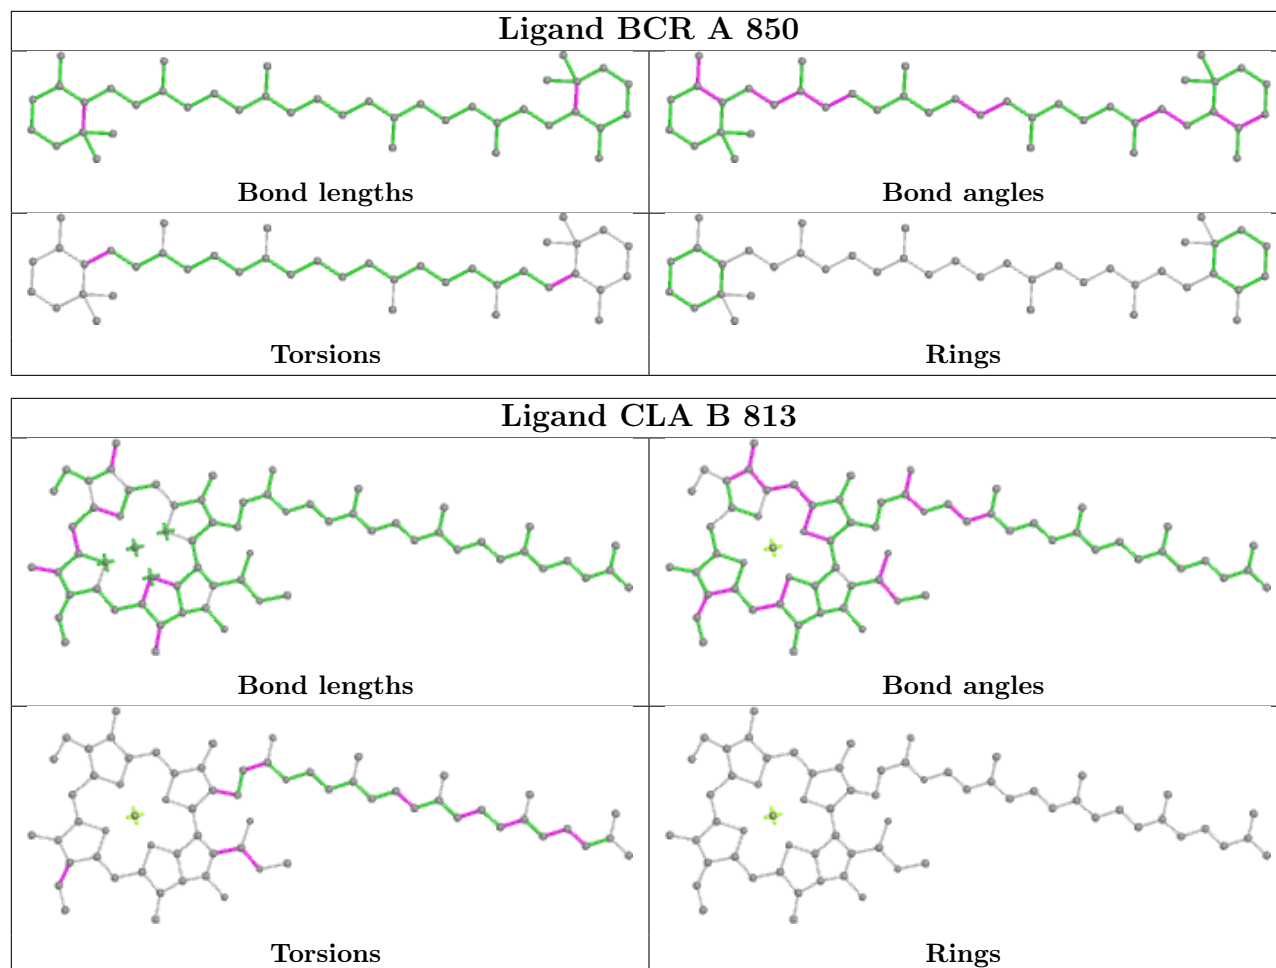 Ligand BCR A 850
Bond lengths
Bond angles
Torsions
Rings
Ligand CLA B 813
Bond lengths
Bond angles
Torsions
Rings